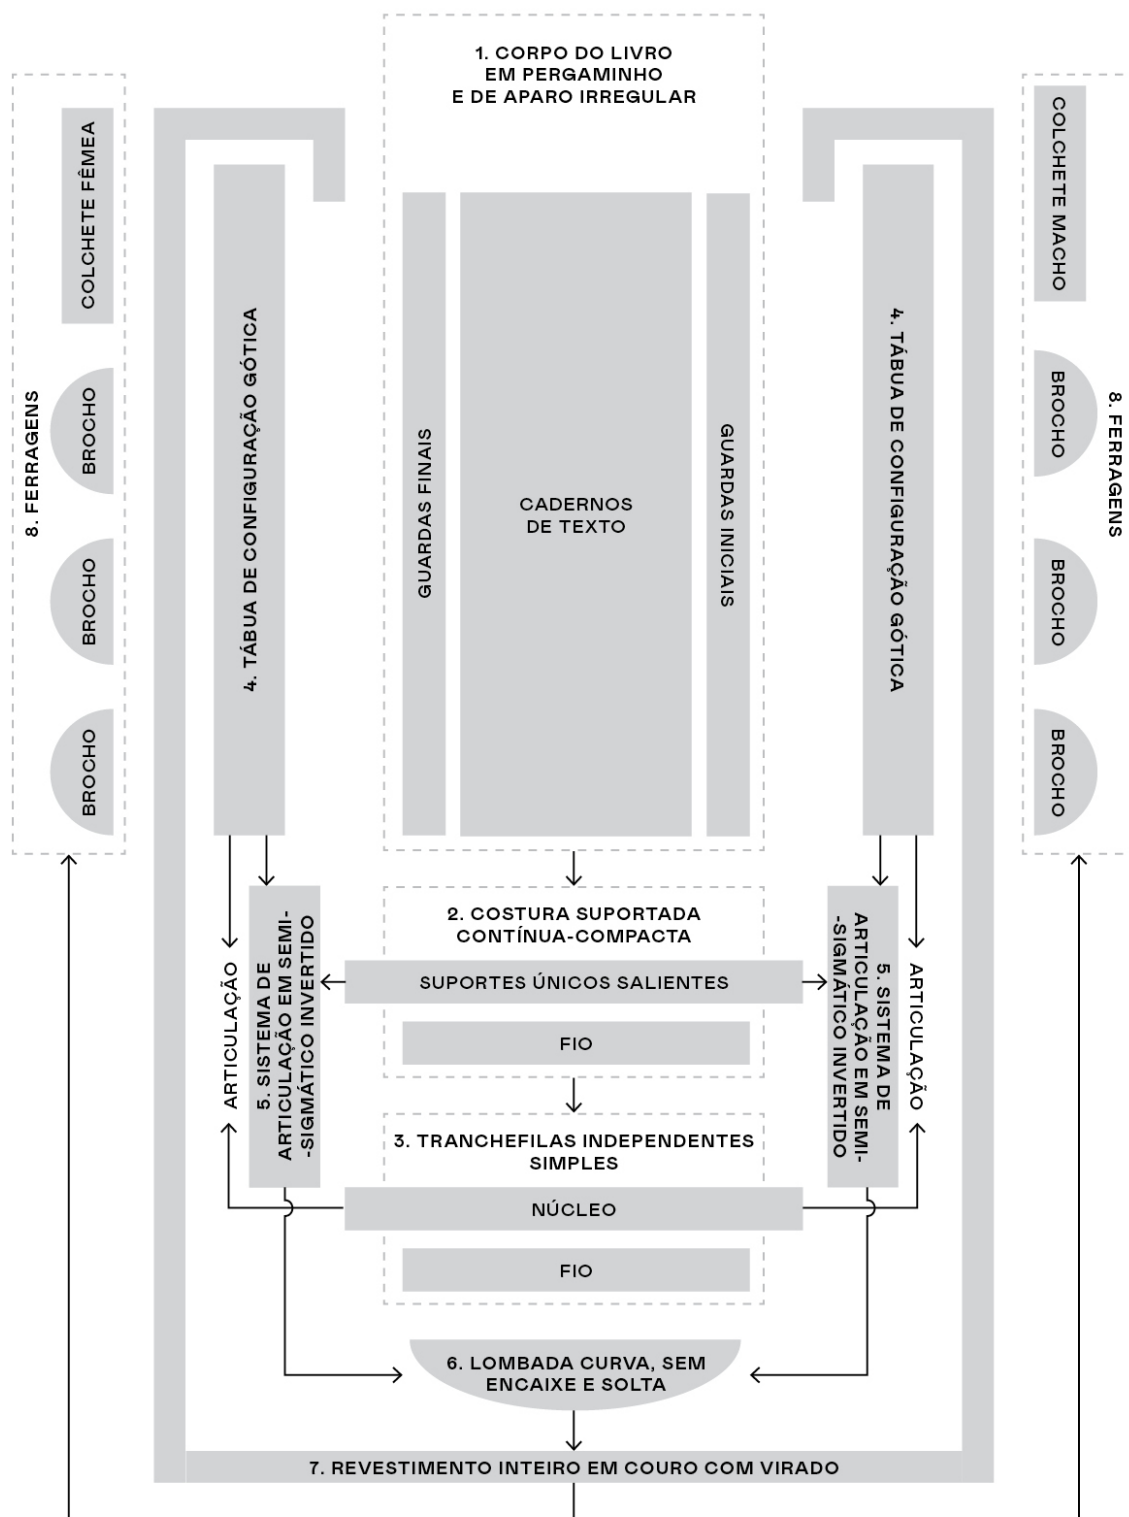 1. CORPO DO LIVRO
EM PERGAMINHO
E DE APARO IRREGULAR
COLCHETE FÊMEA
BROCHO
BROCHO
BROCHO
8. FERRAGENS
4. TÁBUA DE CONFIGURAÇÃO GÓTICA
GUARDAS FINAIS
CADERNOS
DE TEXTO
GUARDAS INICIAIS
4. TÁBUA DE CONFIGURAÇÃO GÓTICA
COLCHETE MACHO
BROCHO
BROCHO
BROCHO
8. FERRAGENS
2. COSTURA SUPORTADA
CONTÍNUA-COMPACTA
SUPORTES ÚNICOS SALIENTES
FIO
ARTICULAÇÃO
5. SISTEMA DE
ARTICULAÇÃO EM SEMI-
-SIGMÁTICO INVERTIDO
5. SISTEMA DE
ARTICULAÇÃO EM SEMI-
-SIGMÁTICO INVERTIDO
ARTICULAÇÃO
3. TRANCHEFILAS INDEPENDENTES
SIMPLES
NÚCLEO
FIO
6. LOMBADA CURVA, SEM
ENCAIXE E SOLTA
7. REVESTIMENTO INTEIRO EM COURO COM VIRADO